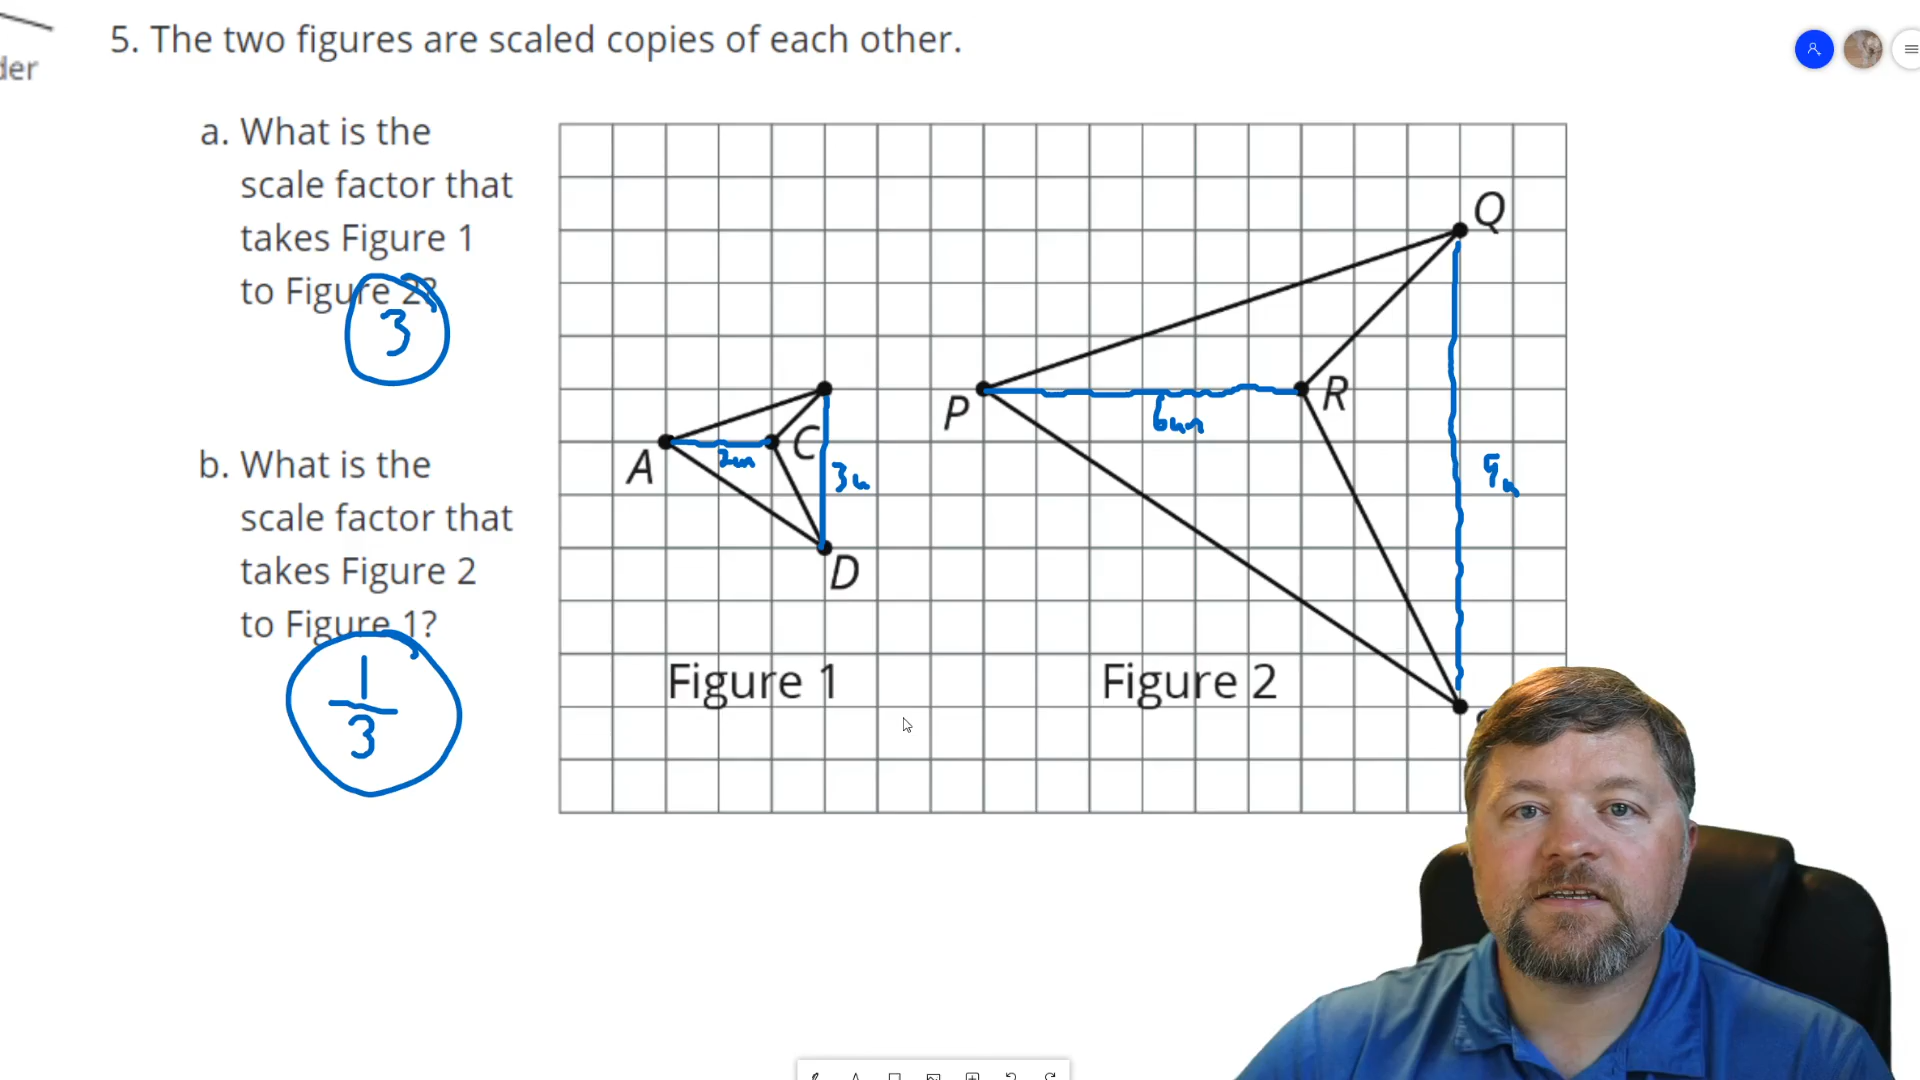 der
5. The two figures are scaled copies of each other.
a. What is the
scale factor that
takes Figure 1
to Figure 2?
3
b. What is the
scale factor that
takes Figure 2
to Figure 1?
1
3
Q
P
R
6un
A
C
3u
D
Figure 1
Figure 2